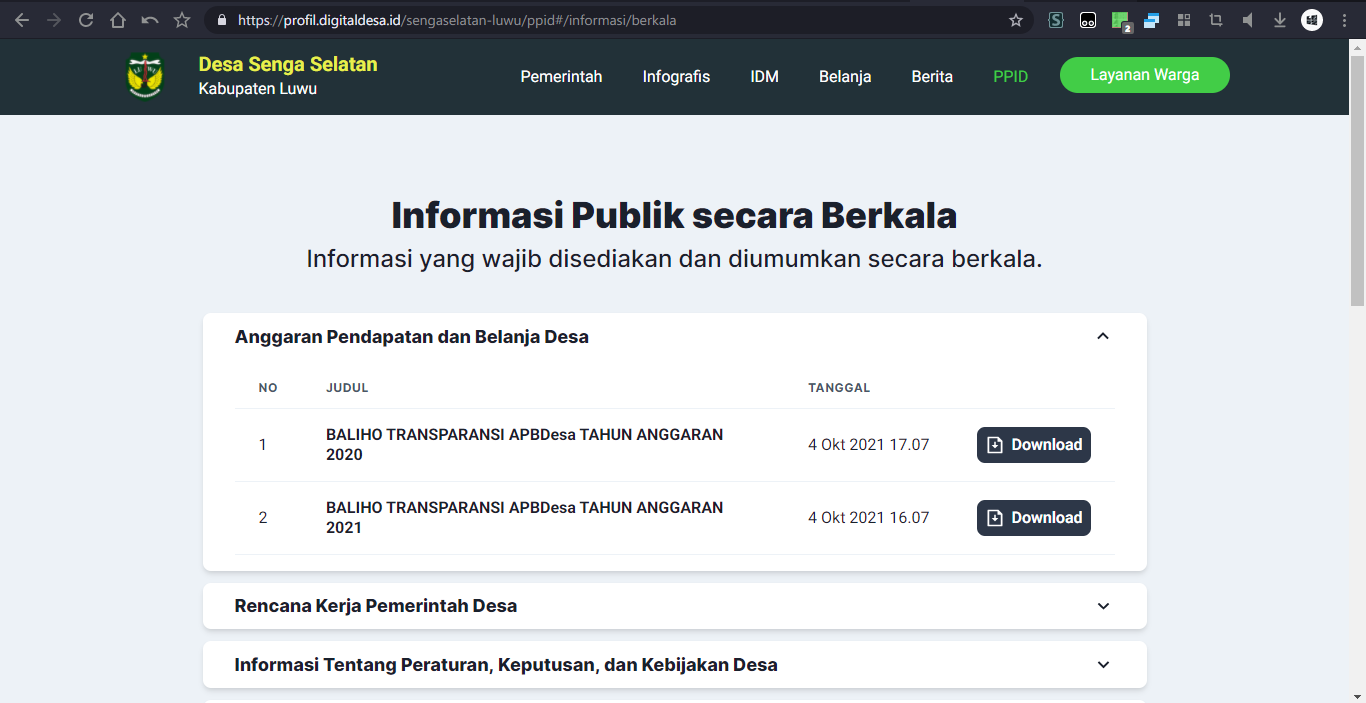 https://profil.digitaldesa.id/sengaselatan-luwu/ppid#/informasi/berkala
S
2
Desa Senga Selatan
Kabupaten Luwu
Pemerintah
Infografis
IDM
Belanja
Berita
PPID
Layanan Warga
Informasi Publik secara Berkala
Informasi yang wajib disediakan dan diumumkan secara berkala.
Anggaran Pendapatan dan Belanja Desa
NO JUDUL TANGGAL
1 BALIHO TRANSPARANSI APBDesa TAHUN ANGGARAN 4 Okt 2021 17.07 Download
2020
2 BALIHO TRANSPARANSI APBDesa TAHUN ANGGARAN 4 Okt 2021 16.07 Download
2021
Rencana Kerja Pemerintah Desa
Informasi Tentang Peraturan, Keputusan, dan Kebijakan Desa